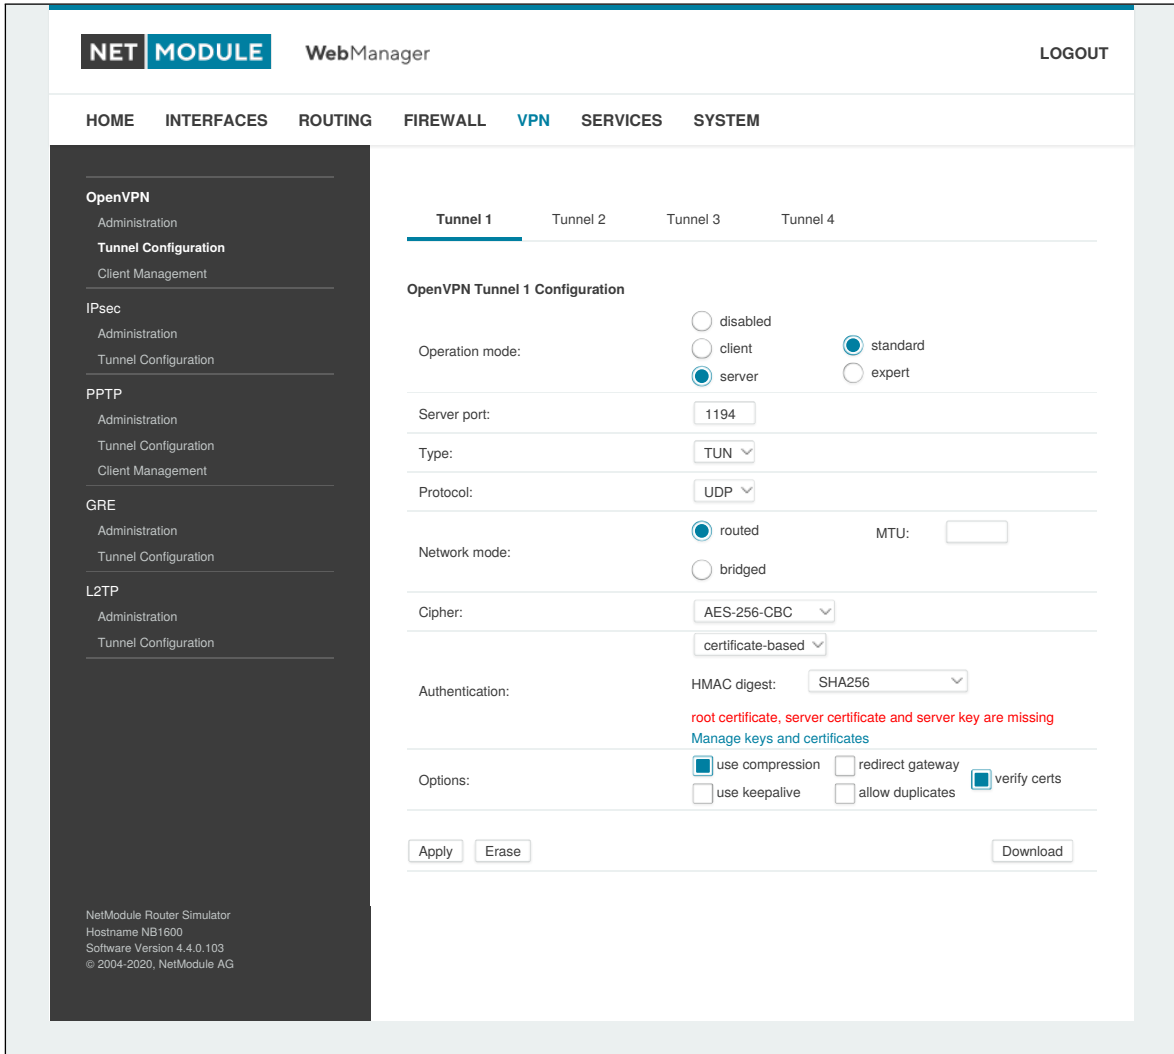 NET MODULE WebManager LOGOUT
HOME INTERFACES ROUTING FIREWALL VPN SERVICES SYSTEM
OpenVPN
Administration
Tunnel Configuration
Client Management
IPsec
Administration
Tunnel Configuration
PPTP
Administration
Tunnel Configuration
Client Management
GRE
Administration
Tunnel Configuration
L2TP
Administration
Tunnel Configuration
NetModule Router Simulator
Hostname NB1600
Software Version 4.4.0.103
© 2004-2020, NetModule AG
Tunnel 1 Tunnel 2 Tunnel 3 Tunnel 4
OpenVPN Tunnel 1 Configuration
Operation mode:
disabled
client
server
standard
expert
Server port: 1194
Type: TUN
Protocol: UDP
Network mode:
routed MTU:
bridged
Cipher: AES-256-CBC
Authentication:
certificate-based
HMAC digest: SHA256
root certificate, server certificate and server key are missing
Manage keys and certificates
Options:
use compression redirect gateway verify certs
use keepalive allow duplicates
Apply Erase Download